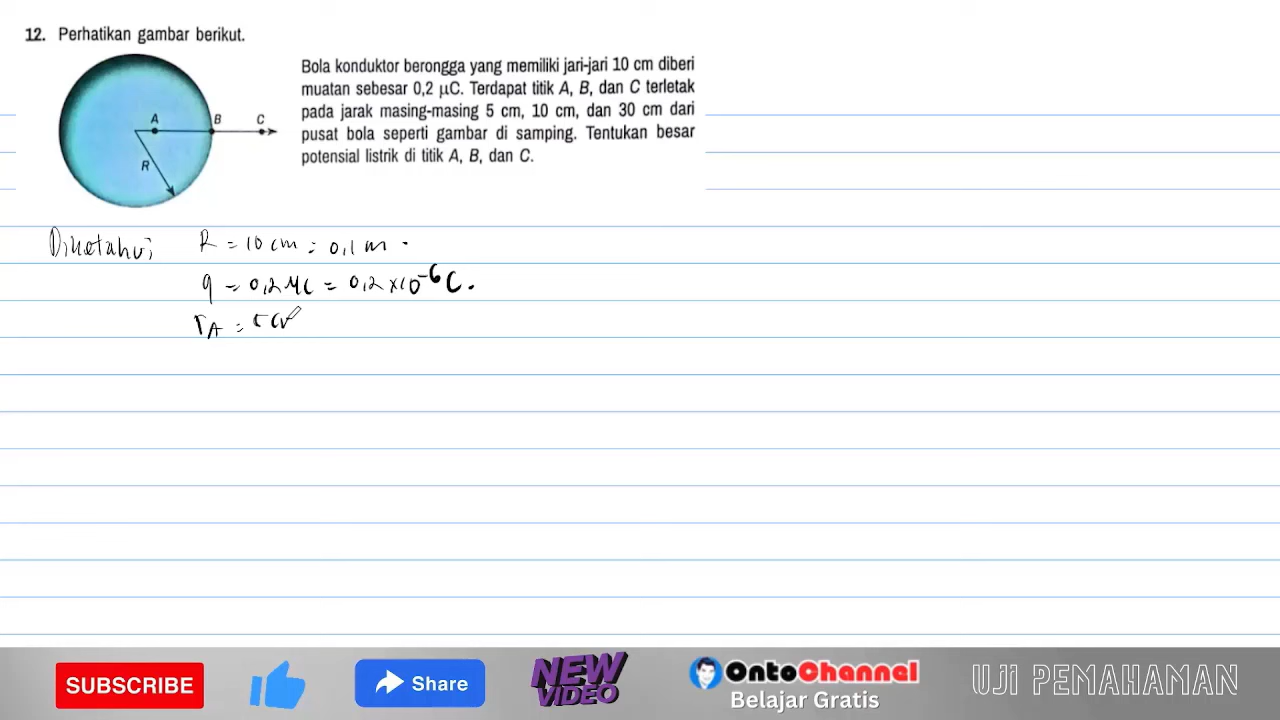 12. Perhatikan gambar berikut.
Bola konduktor berongga yang memiliki jari-jari 10 cm diberi
muatan sebesar 0,2 μC. Terdapat titik A, B, dan C terletak
pada jarak masing-masing 5 cm, 10 cm, dan 30 cm dari
pusat bola seperti gambar di samping. Tentukan besar
potensial listrik di titik A, B, dan C.
A B C
R
Diketahui R = 10 cm = 0,1 m.
q = 0,2 μC = 0,2 × 10⁻⁶ C.
r_A = 5 cm
SUBSCRIBE
Share
NEW
VIDEO
OntoChannel
Belajar Gratis
UJI PEMAHAMAN